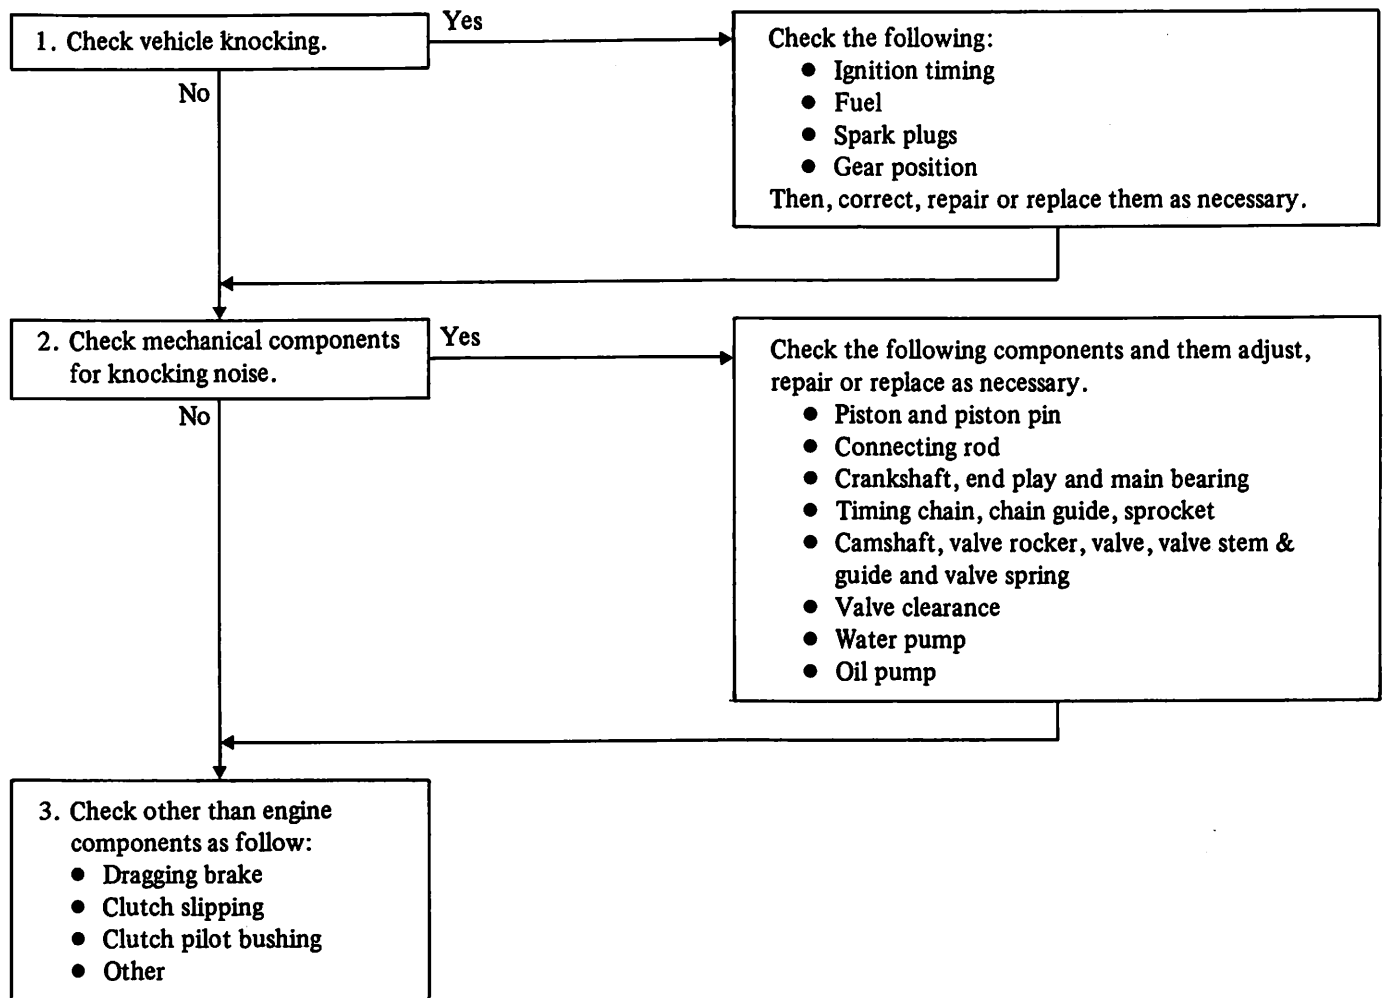 1. Check vehicle knocking.
Yes
No
Check the following:
● Ignition timing
● Fuel
● Spark plugs
● Gear position
Then, correct, repair or replace them as necessary.
2. Check mechanical components
for knocking noise.
Yes
No
Check the following components and them adjust,
repair or replace as necessary.
● Piston and piston pin
● Connecting rod
● Crankshaft, end play and main bearing
● Timing chain, chain guide, sprocket
● Camshaft, valve rocker, valve, valve stem &
guide and valve spring
● Valve clearance
● Water pump
● Oil pump
3. Check other than engine
components as follow:
● Dragging brake
● Clutch slipping
● Clutch pilot bushing
● Other